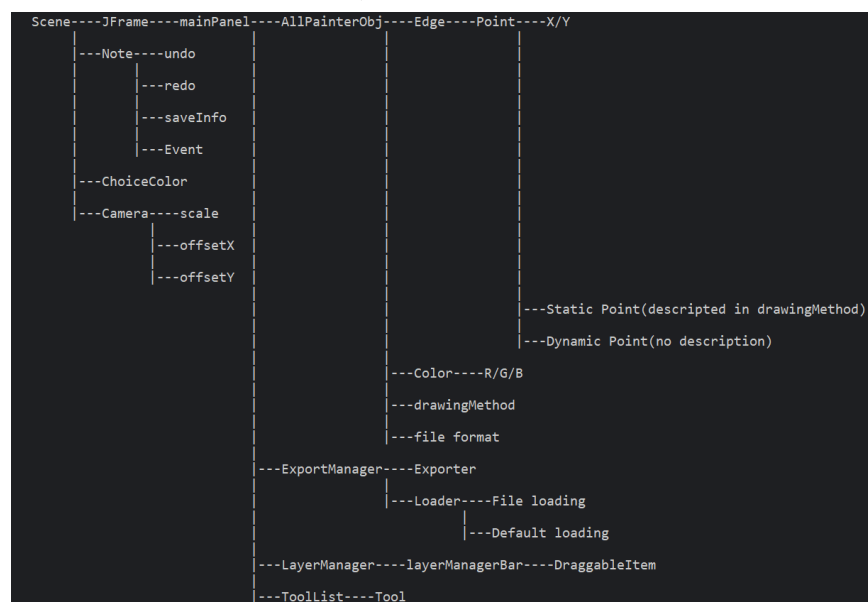 Scene----JFrame----mainPanel----AllPainterObj----Edge----Point----X/Y
|---Note----undo
|---redo
|---saveInfo
|---Event
|---ChoiceColor
|---Camera----scale
|---offsetX
|---offsetY
|---Static Point(descripted in drawingMethod)
|---Dynamic Point(no description)
|---Color----R/G/B
|---drawingMethod
|---file format
|---ExportManager----Exporter
|---Loader----File loading
|---Default loading
|---LayerManager----layerManagerBar----DraggableItem
|---ToolList----Tool